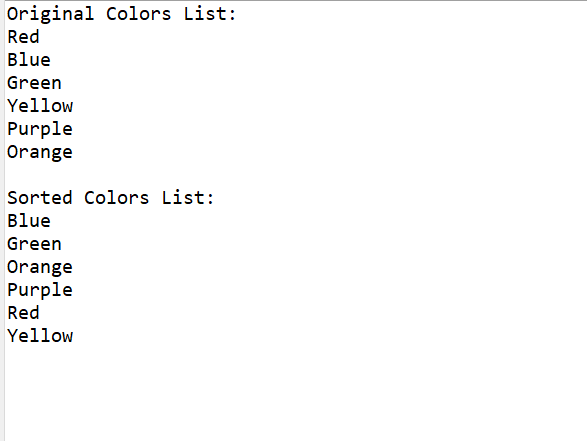 Original Colors List:
Red
Blue
Green
Yellow
Purple
Orange

Sorted Colors List:
Blue
Green
Orange
Purple
Red
Yellow